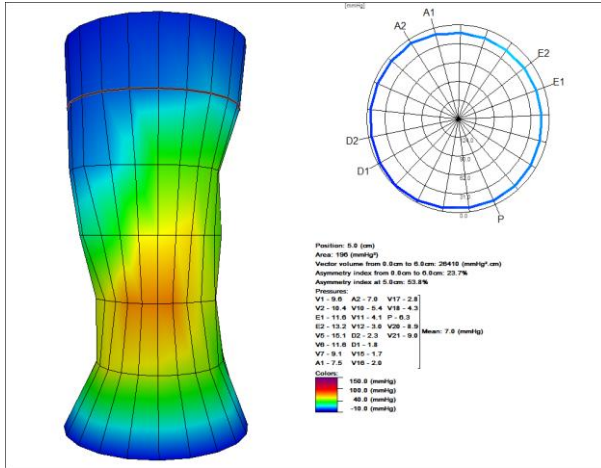 [mmHg]
A1
A2
E2
E1
D2
D1
P
0.0
Position: 5.0 (cm)
Area: 196 (mmHg²)
Vector volume from 0.0cm to 6.0cm: 26410 (mmHg².cm)
Asymmetry index from 0.0cm to 6.0cm: 23.7%
Asymmetry index at 5.0cm: 53.8%
Pressures:
V1 - 9.6 A2 - 7.0 V17 - 2.8
V2 - 10.4 V10 - 5.4 V18 - 4.3
E1 - 11.6 V11 - 4.1 P - 6.3
E2 - 13.2 V12 - 3.0 V20 - 8.9
V5 - 15.1 D2 - 2.3 V21 - 9.0
Mean: 7.0 (mmHg)
V6 - 11.6 D1 - 1.8
V7 - 9.1 V15 - 1.7
A1 - 7.5 V16 - 2.0
Colors:
150.0 (mmHg)
100.0 (mmHg)
40.0 (mmHg)
-10.0 (mmHg)